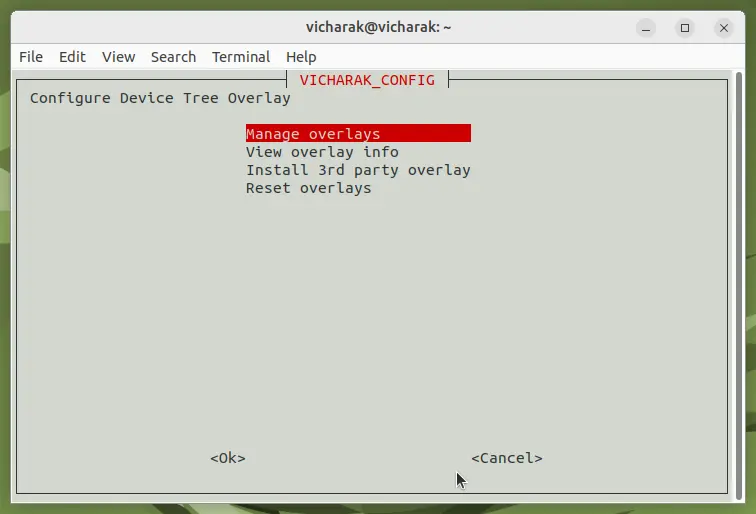 vicharak@vicharak: ~
File Edit View Search Terminal Help
VICHARAK_CONFIG
Configure Device Tree Overlay
Manage overlays
View overlay info
Install 3rd party overlay
Reset overlays
<Ok> <Cancel>